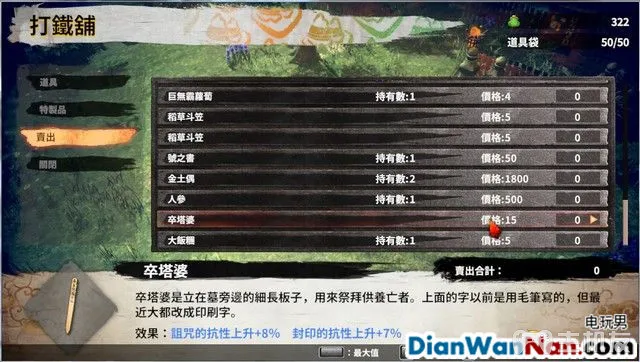 打鐵舖
322
道具袋 50/50
道具
特製品
賣出
關閉
巨無霸蘿蔔 持有數:1 價格:4 0
稻草斗笠 價格:5 0
稻草斗笠 價格:5 0
號之書 持有數:1 價格:50 0
金土偶 持有數:2 價格:1800 0
人參 持有數:1 價格:500 0
卒塔婆 價格:15 0
大飯糰 持有數:1 價格:5 0
卒塔婆 賣出合計: 0
卒塔婆是立在墓旁邊的細長板子，用來祭拜供養亡者。上面的字以前是用毛筆寫的，但最
近大都改成印刷字。
效果: 詛咒的抗性上升+8% 封印的抗性上升+7%
电玩男
:最大值
DianWanNan.com